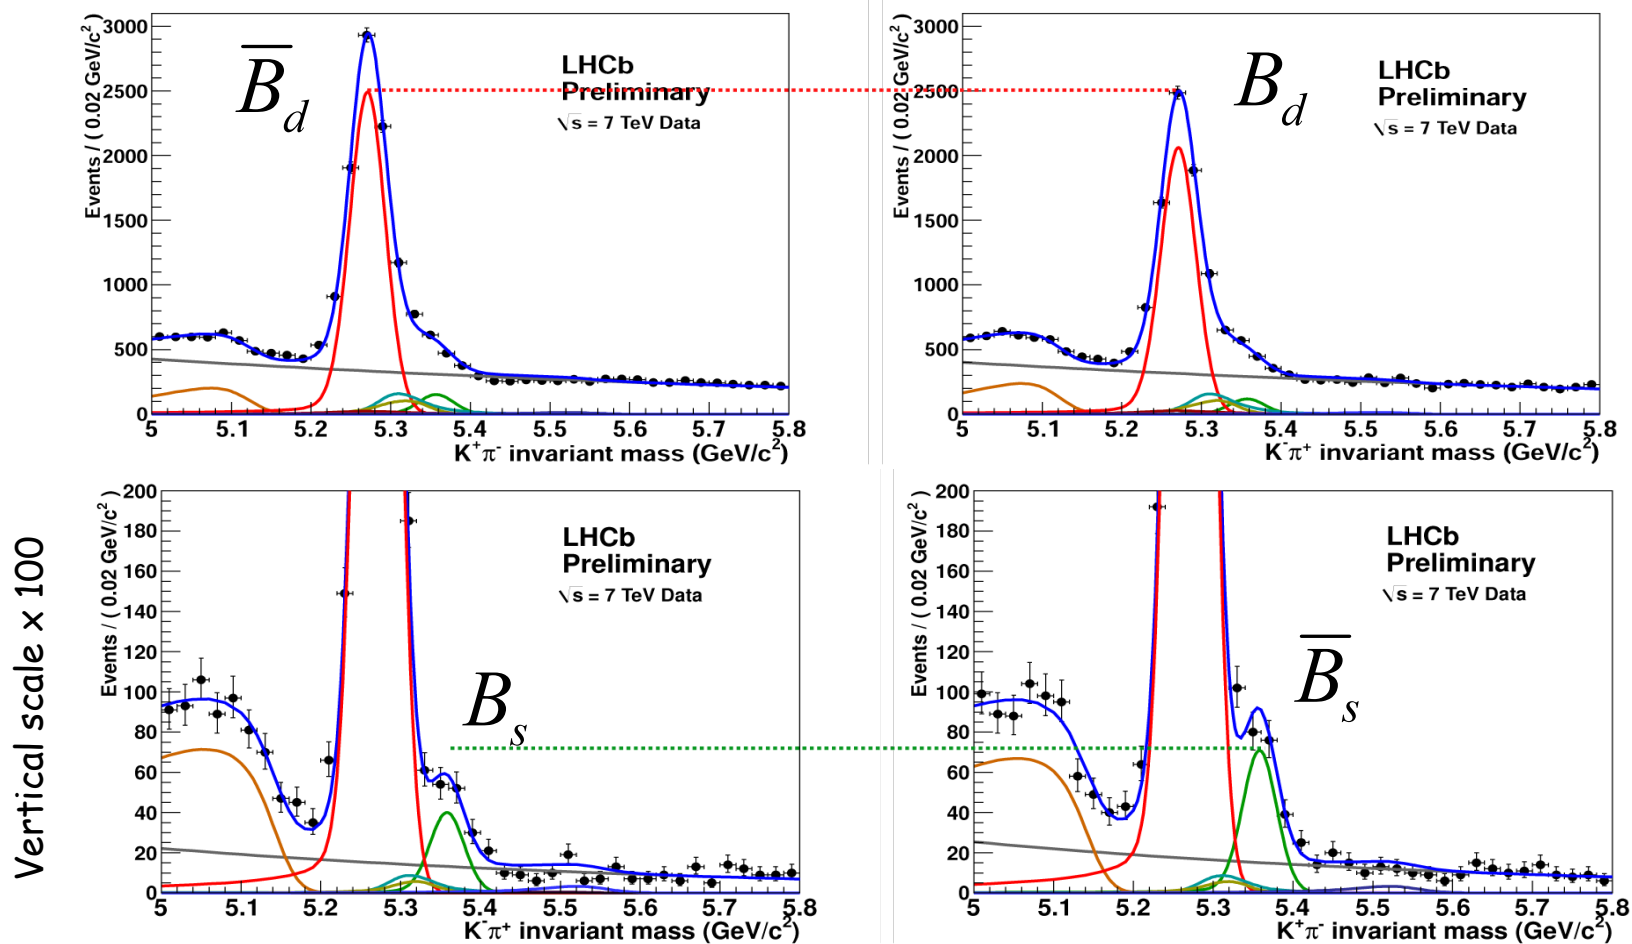 3000
2500
2000
1500
1000
500
0
Events / ( 0.02 GeV/c² )
B̅d
LHCb
Preliminary
√s = 7 TeV Data
5 5.1 5.2 5.3 5.4 5.5 5.6 5.7 5.8
K⁺π⁻ invariant mass (GeV/c²)
3000
2500
2000
1500
1000
500
0
Events / ( 0.02 GeV/c² )
Bd
LHCb
Preliminary
√s = 7 TeV Data
5 5.1 5.2 5.3 5.4 5.5 5.6 5.7 5.8
K⁻π⁺ invariant mass (GeV/c²)
Vertical scale x 100
200
180
160
140
120
100
80
60
40
20
0
Events / ( 0.02 GeV/c² )
LHCb
Preliminary
√s = 7 TeV Data
Bs
5 5.1 5.2 5.3 5.4 5.5 5.6 5.7 5.8
K⁻π⁺ invariant mass (GeV/c²)
200
180
160
140
120
100
80
60
40
20
0
Events / ( 0.02 GeV/c² )
LHCb
Preliminary
√s = 7 TeV Data
B̅s
5 5.1 5.2 5.3 5.4 5.5 5.6 5.7 5.8
K⁺π⁻ invariant mass (GeV/c²)